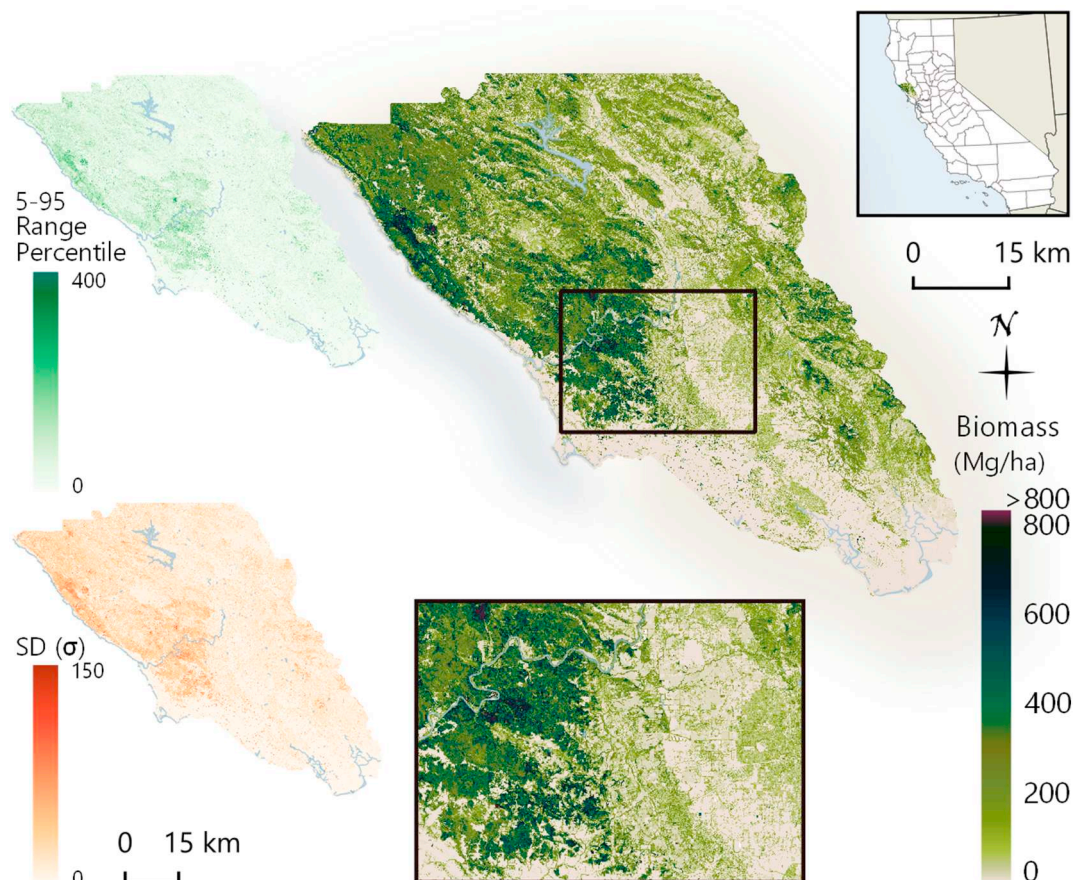 5-95
Range
Percentile
400
0
SD (σ)
150
0
0 15 km
0 15 km
N
Biomass
(Mg/ha)
>800
800
600
400
200
0